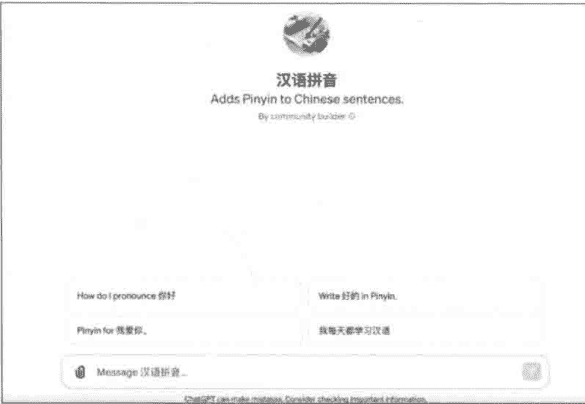 汉语拼音
Adds Pinyin to Chinese sentences.
By community builder
How do I pronounce 你好
Write 好的 in Pinyin.
Pinyin for 我爱你。
我每天都学习汉语
Message 汉语拼音...
ChatGPT can make mistakes. Consider checking important information.